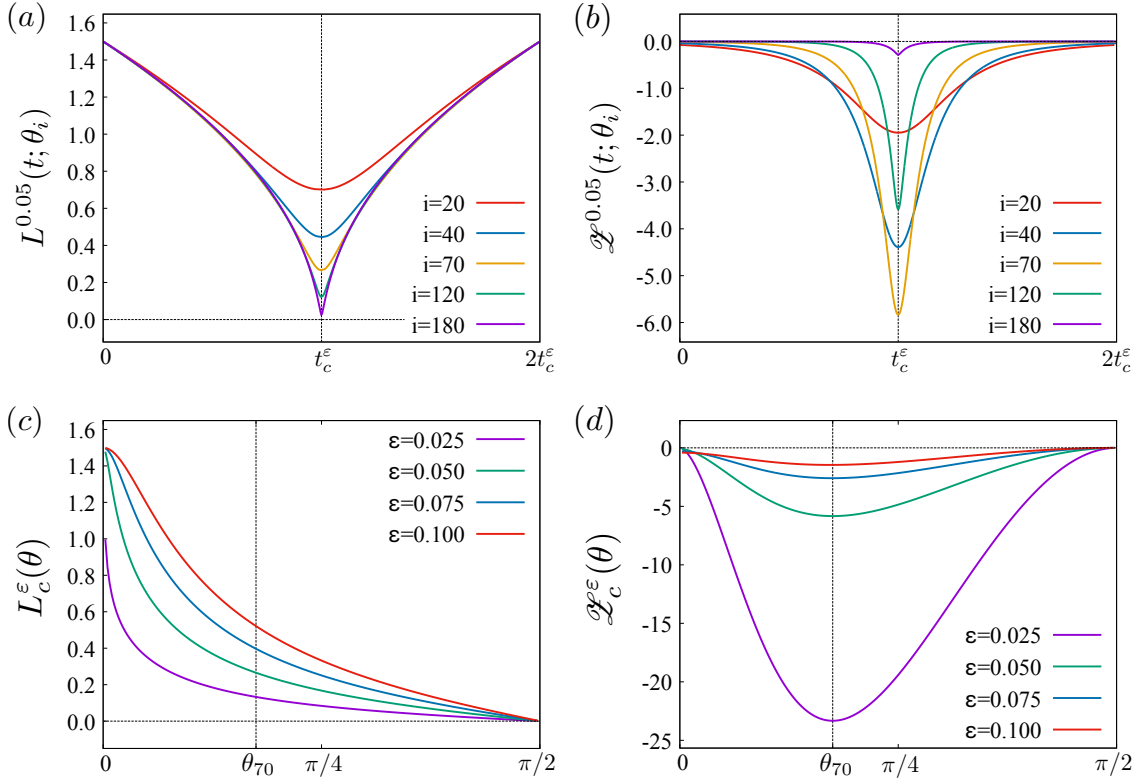 (a)
1.6
1.4
1.2
1.0
0.8
0.6
0.4
0.2
0.0
L^{0.05}(t; θ_i)
i=20
i=40
i=70
i=120
i=180
0
t_c^ε
2t_c^ε
(b)
0.0
-1.0
-2.0
-3.0
-4.0
-5.0
-6.0
ℒ^{0.05}(t; θ_i)
i=20
i=40
i=70
i=120
i=180
0
t_c^ε
2t_c^ε
(c)
1.6
1.4
1.2
1.0
0.8
0.6
0.4
0.2
0.0
L_c^ε(θ)
ε=0.025
ε=0.050
ε=0.075
ε=0.100
0
θ_{70}
π/4
π/2
(d)
0
-5
-10
-15
-20
-25
ℒ_c^ε(θ)
ε=0.025
ε=0.050
ε=0.075
ε=0.100
0
θ_{70}
π/4
π/2